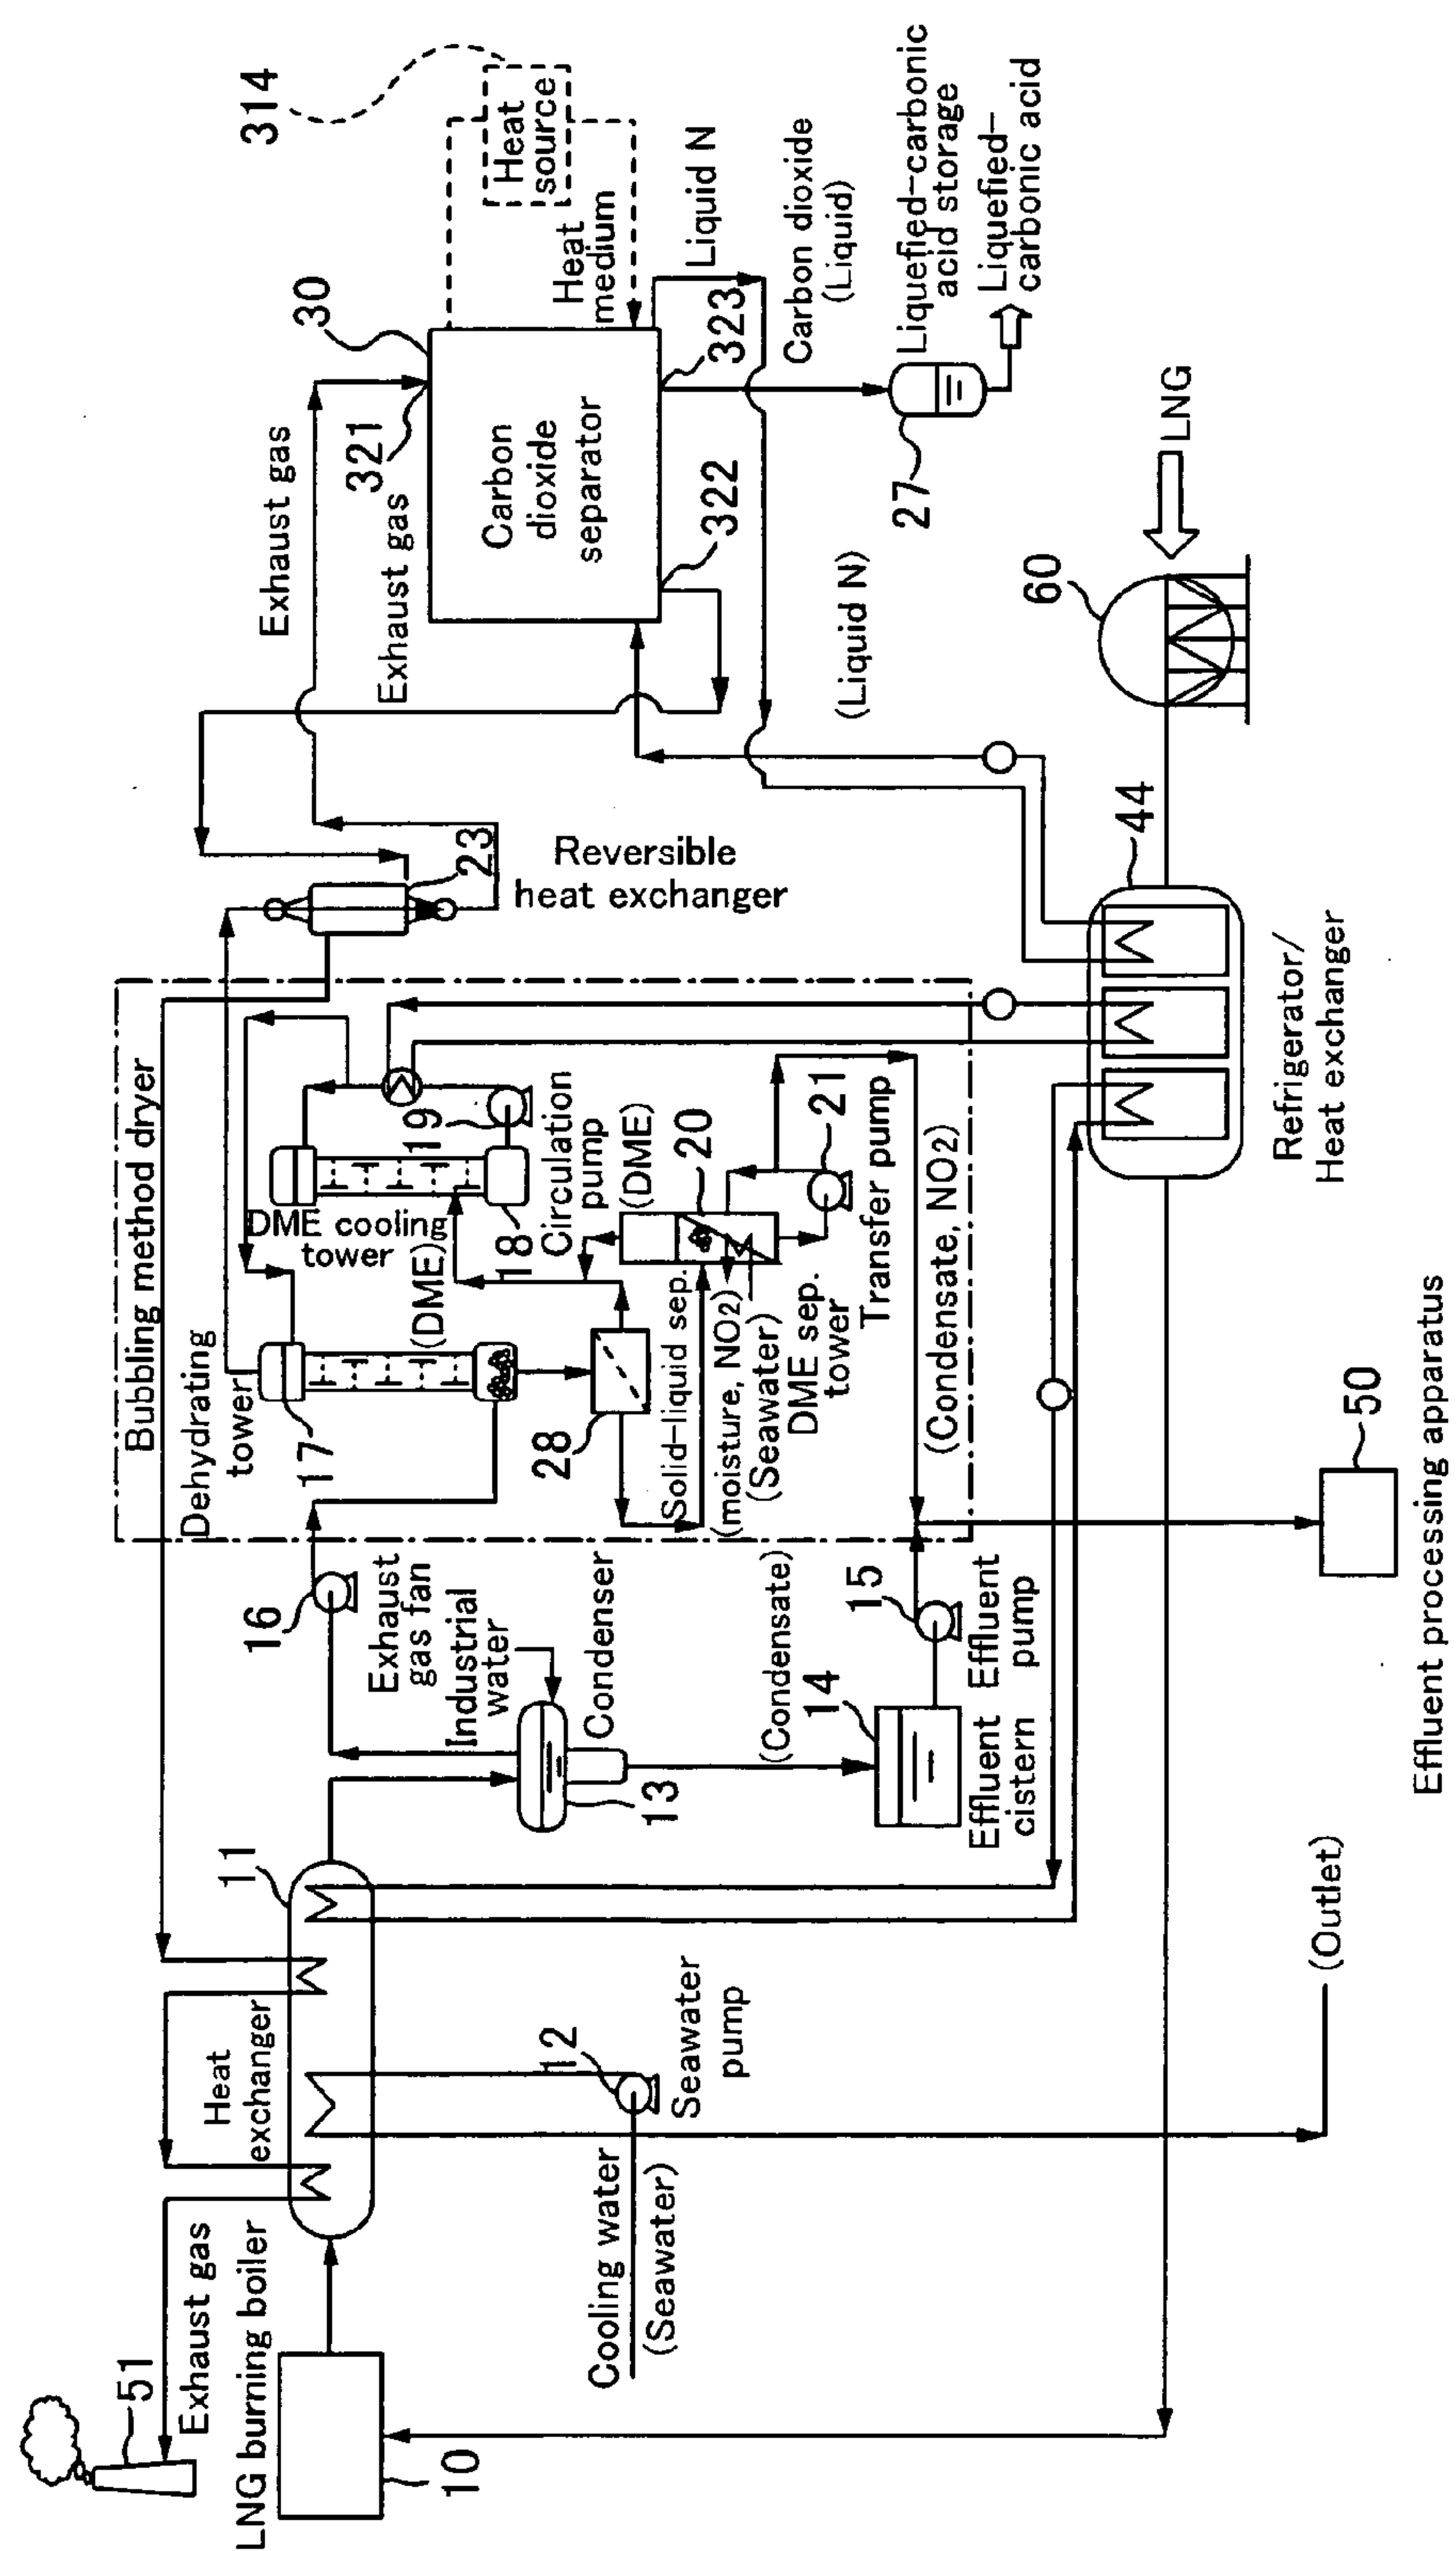 314
Heat
source
Heat
medium
30
321
Exhaust gas
Exhaust gas
Carbon
dioxide
separator
Liquid N
323
322
Carbon dioxide
(Liquid)
Liquefied-carbonic
acid storage
Liquefied-
carbonic acid
27
(Liquid N)
LNG
60
44
Refrigerator/
Heat exchanger
23
Reversible
heat exchanger
Bubbling method dryer
Dehydrating
tower
17
DME cooling
tower
18
19
Circulation
pump
(DME)
(DME)
28
Solid-liquid sep.
(moisture, NO2)
(Seawater)
DME sep.
tower
20
21
Transfer pump
(Condensate, NO2)
16
Exhaust
gas fan
Industrial
water
Condenser
13
(Condensate)
14
Effluent
cistern
15
Effluent
pump
50
Effluent processing apparatus
11
Heat
exchanger
12
Seawater
pump
Cooling water
(Seawater)
(Outlet)
51
Exhaust gas
LNG burning boiler
10